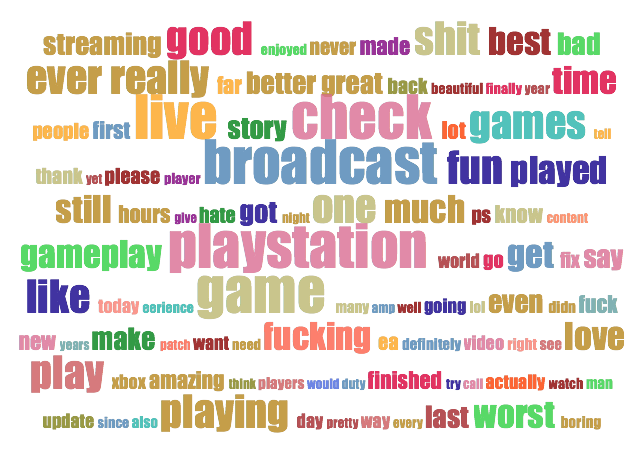 streaming good enjoyed never made shit best bad
ever really far better great back beautiful finally year time
people first live story check lot games tell
thank yet please player broadcast fun played
still hours give hate got night one much ps know content
gameplay playstation world go get fix say
like today eerience game many amp well going lol even didn fuck
new years make patch want need fucking ea definitely video right see love
play xbox amazing think players would duty finished try call actually watch man
update since also playing day pretty way every last worst boring